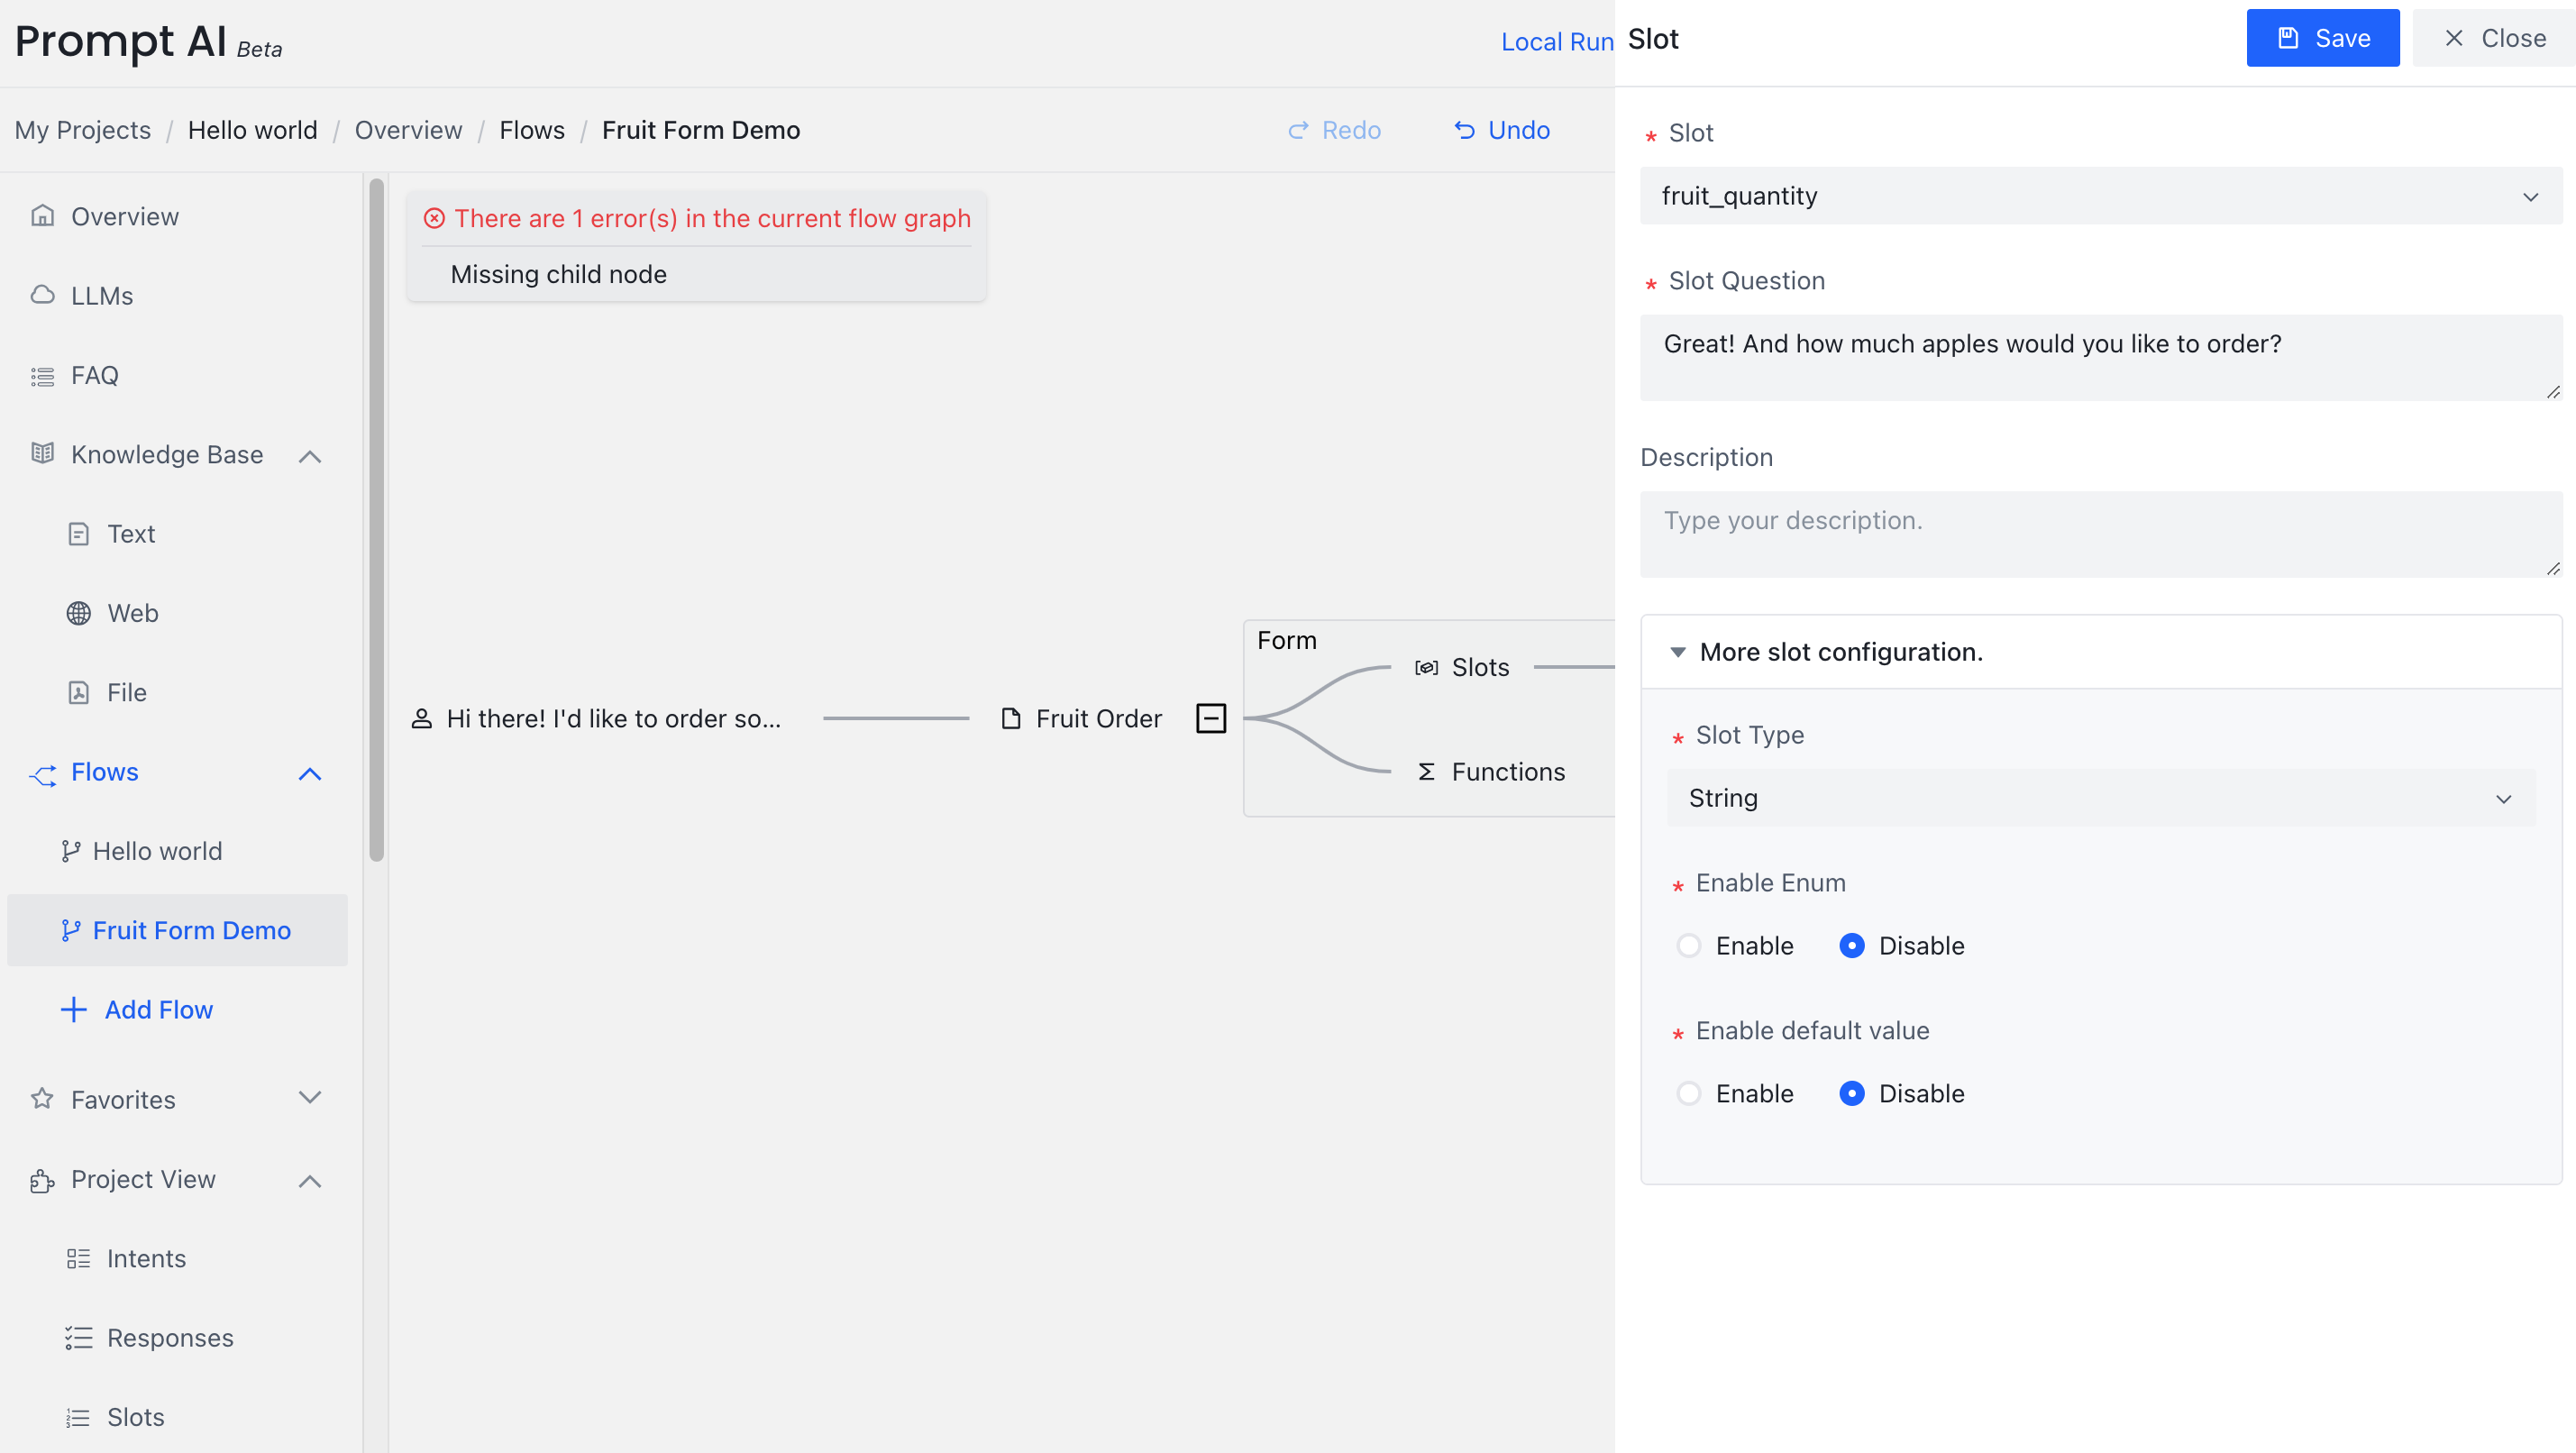 Prompt AI Beta
Local Run
My Projects / Hello world / Overview / Flows / Fruit Form Demo
Redo
Undo
Overview
LLMs
FAQ
Knowledge Base
Text
Web
File
Flows
Hello world
Fruit Form Demo
Add Flow
Favorites
Project View
Intents
Responses
Slots
There are 1 error(s) in the current flow graph
Missing child node
Hi there! I'd like to order so...
Fruit Order
Form
Slots
Functions
Slot
Save
Close
* Slot
fruit_quantity
* Slot Question
Great! And how much apples would you like to order?
Description
Type your description.
More slot configuration.
* Slot Type
String
* Enable Enum
Enable
Disable
* Enable default value
Enable
Disable